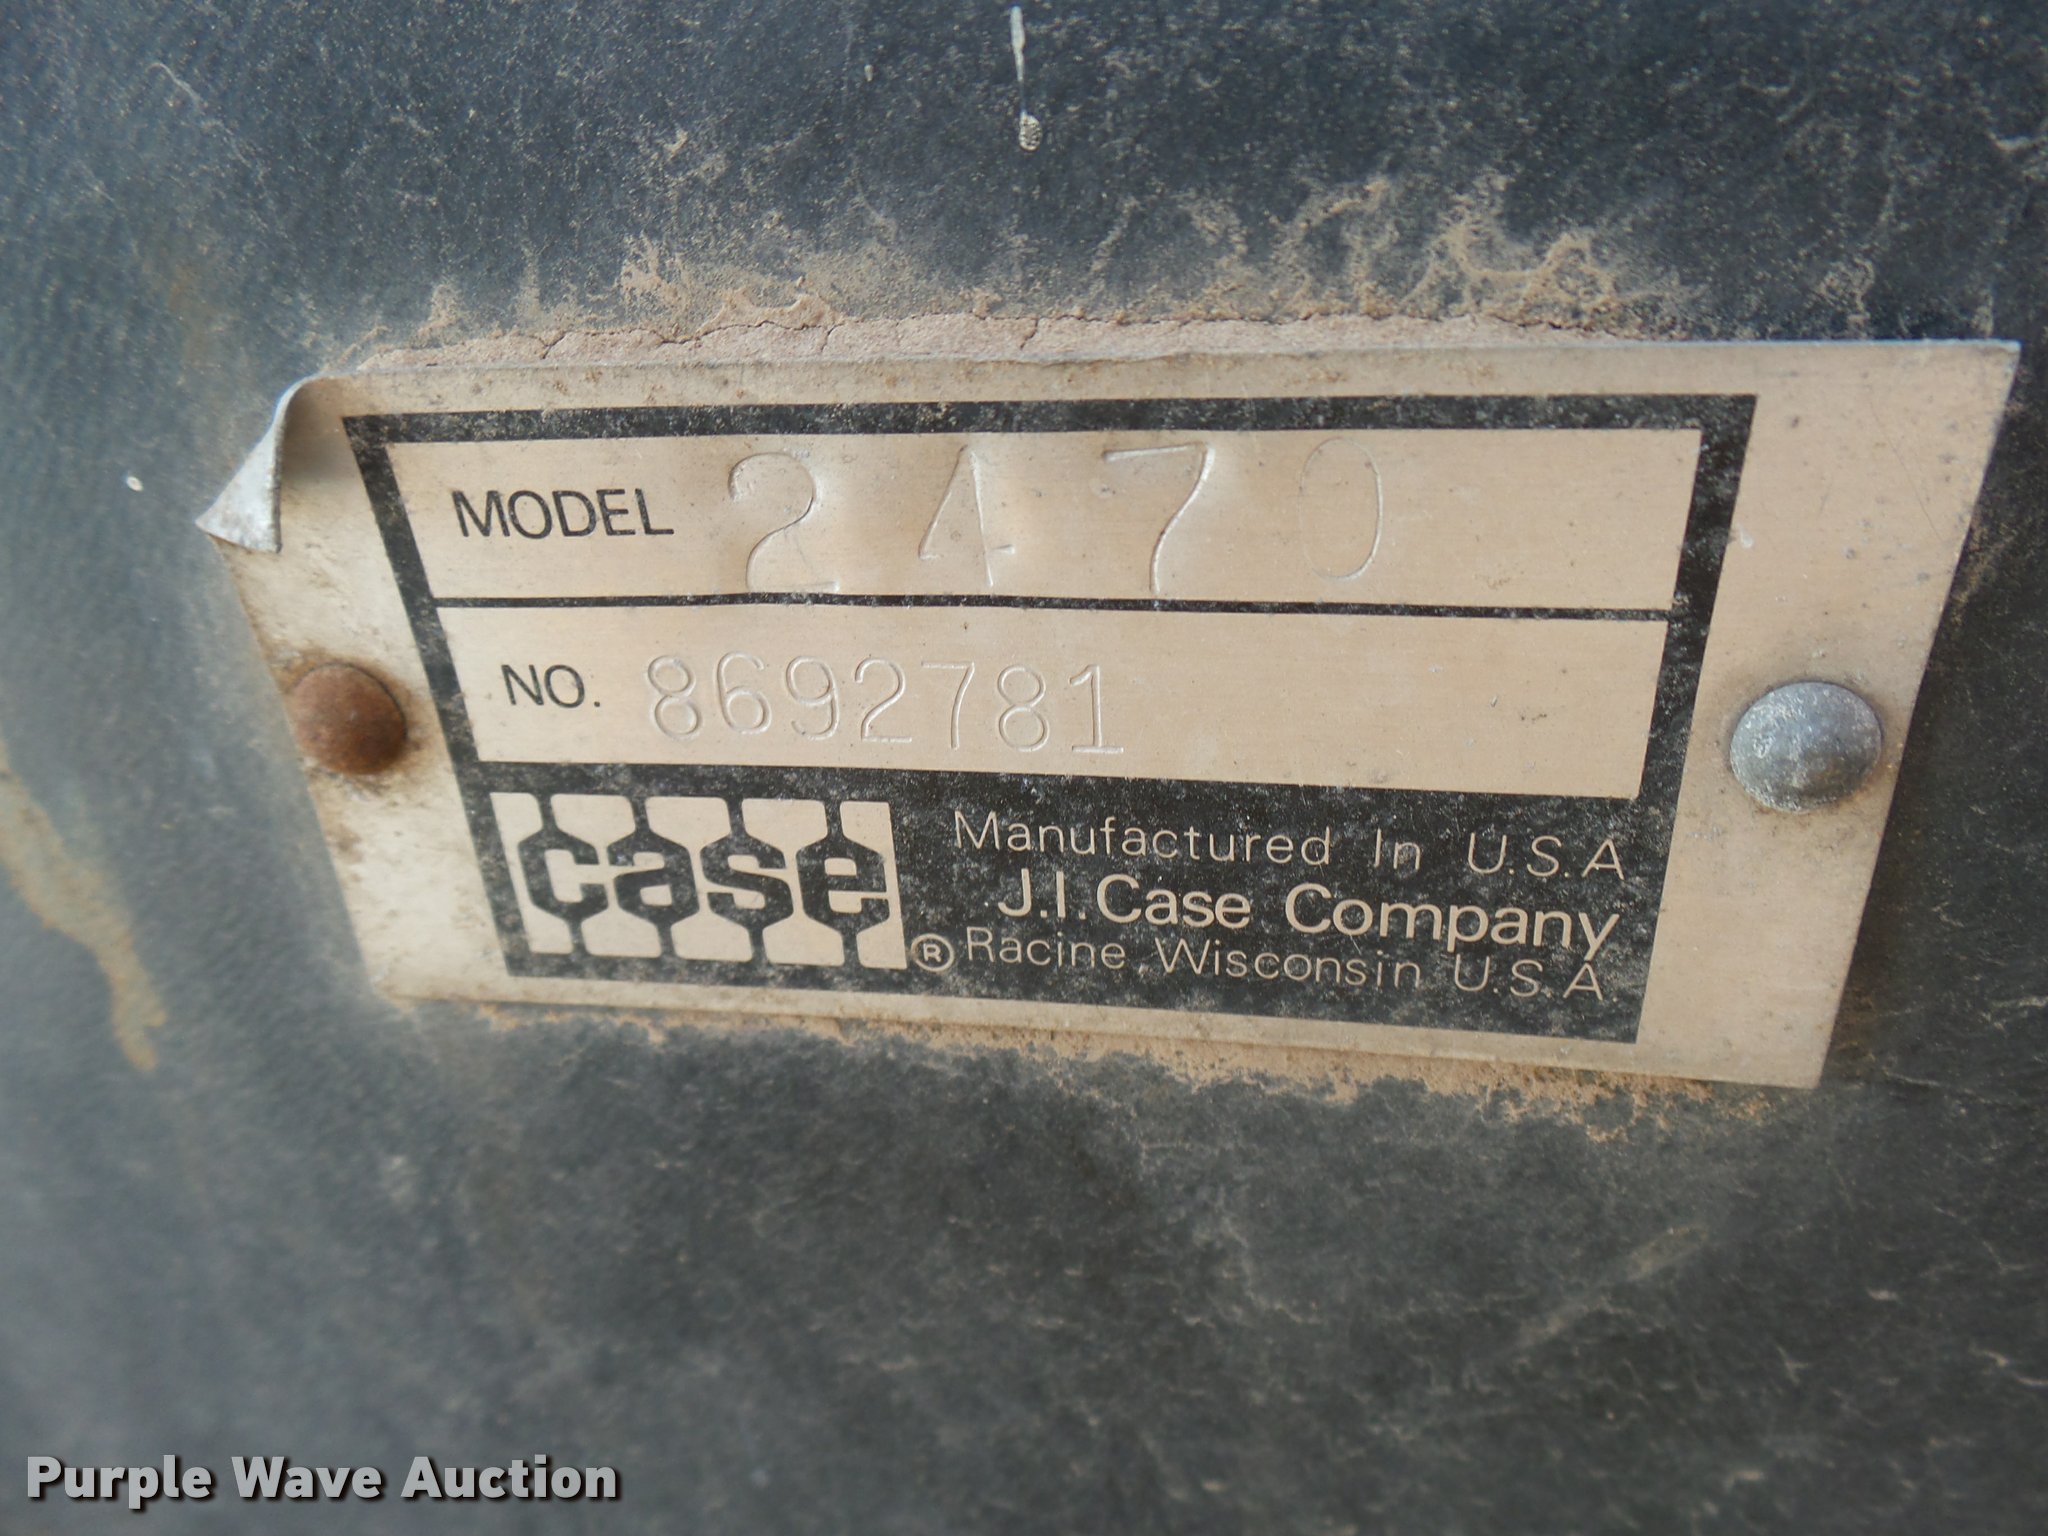 MODEL 2470
NO. 8692781
case
Manufactured In U.S.A
J.I. Case Company
® Racine Wisconsin U.S.A
Purple Wave Auction